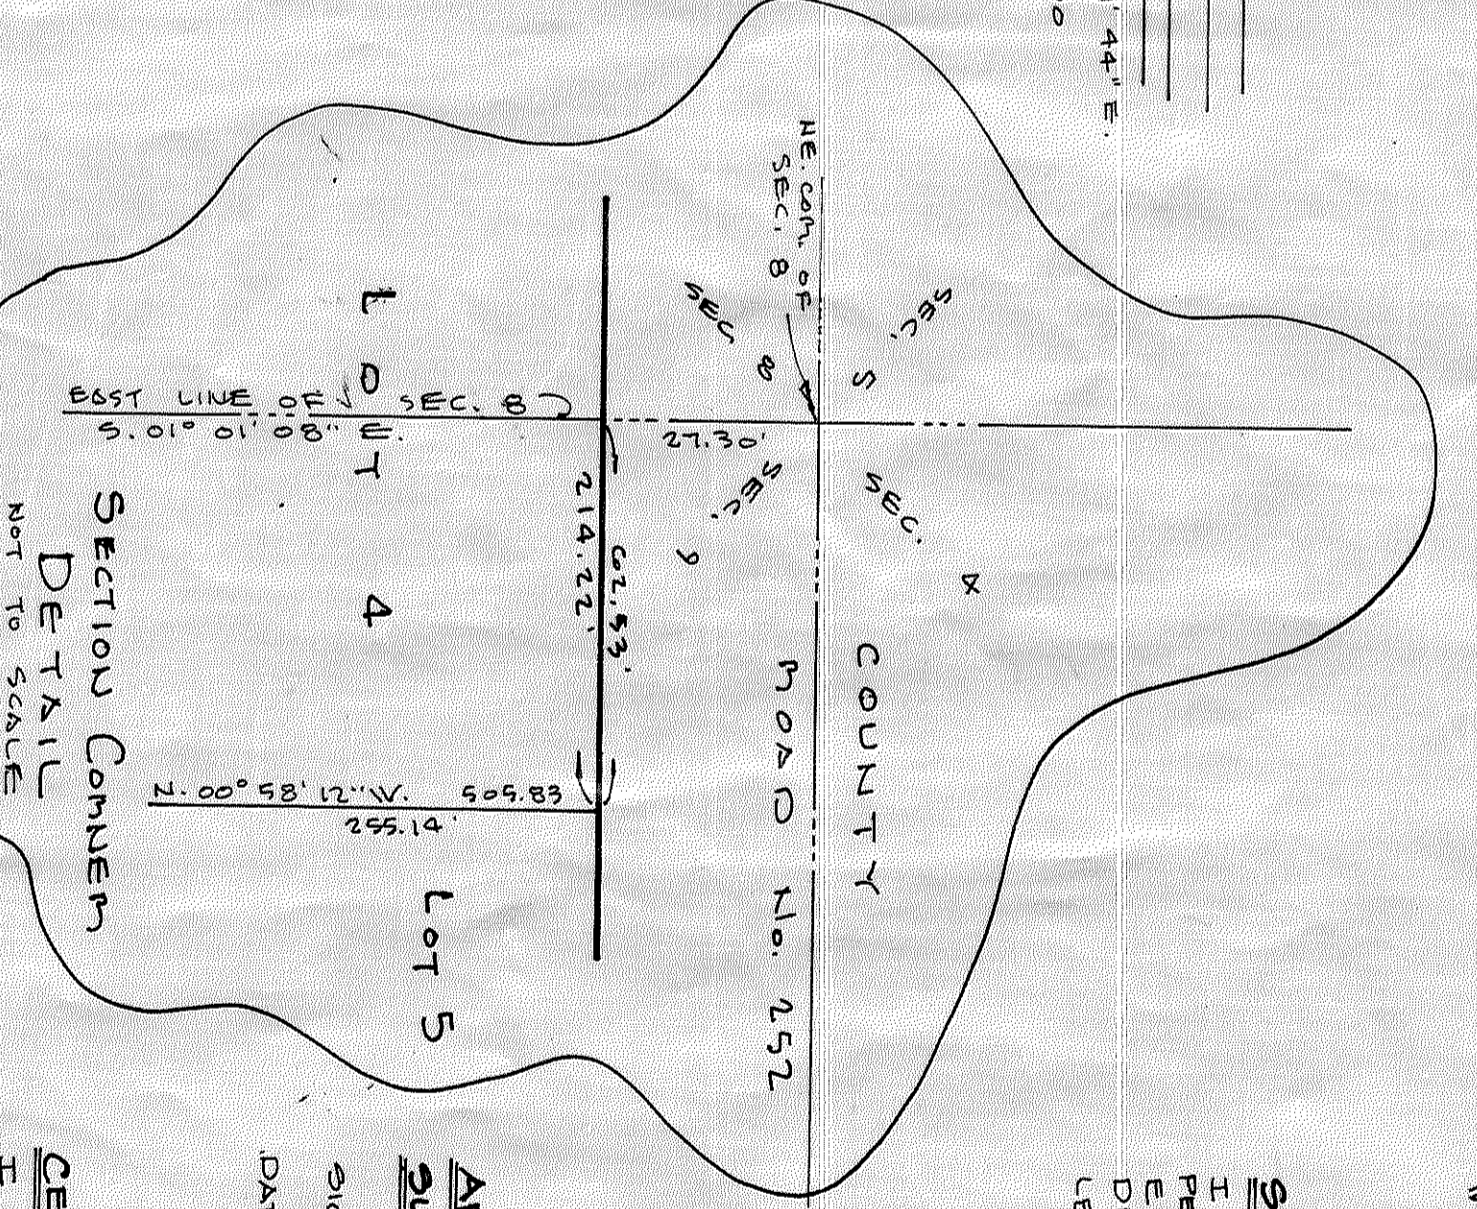 ' 44" E.
NE. COR. OF
SEC. 8
SEC. 5
SEC. 8
SEC. 4
SEC. 9
COUNTY
ROAD No. 252
27.30'
214.22'
EAST LINE OF SEC. 8
S. 01° 01' 08" E.
LOT 4
N. 00° 58' 12" W. 505.83
255.14'
LOT 5
SECTION CORNER
DETAIL
NOT TO SCALE